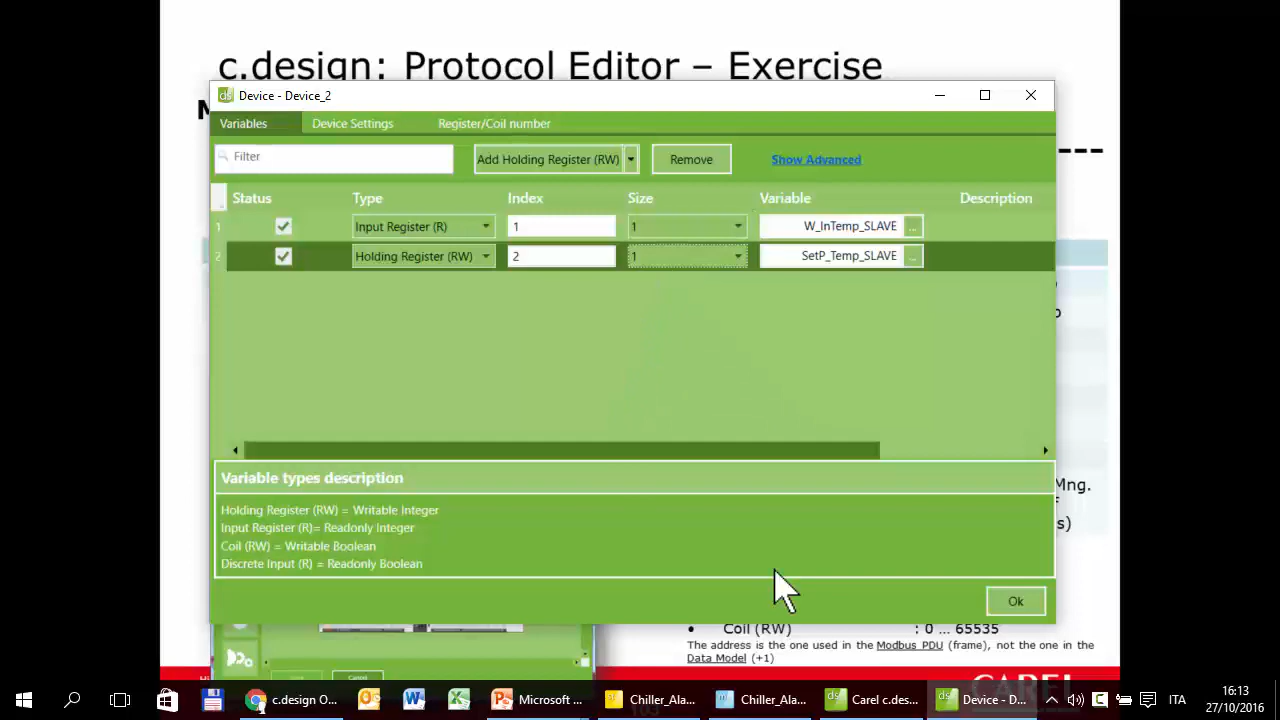 c.design: Protocol Editor – Exercise
M
ds Device - Device_2
Variables Device Settings Register/Coil number
Filter Add Holding Register (RW) Remove Show Advanced
Status Type Index Size Variable Description
1 Input Register (R) 1 1 W_InTemp_SLAVE ...
2 Holding Register (RW) 2 1 SetP_Temp_SLAVE ...
Variable types description
Holding Register (RW) = Writable Integer
Input Register (R)= Readonly Integer
Coil (RW) = Writable Boolean
Discrete Input (R) = Readonly Boolean
Mng.
s)
Ok
• Coil (RW) : 0 ... 65535
The address is the one used in the Modbus PDU (frame), not the one in the
Data Model (+1)
Cancel
CAREL
c.design O... Microsoft ... Chiller_Ala... Chiller_Ala... Carel c.des... Device - D... ITA 16:13
27/10/2016